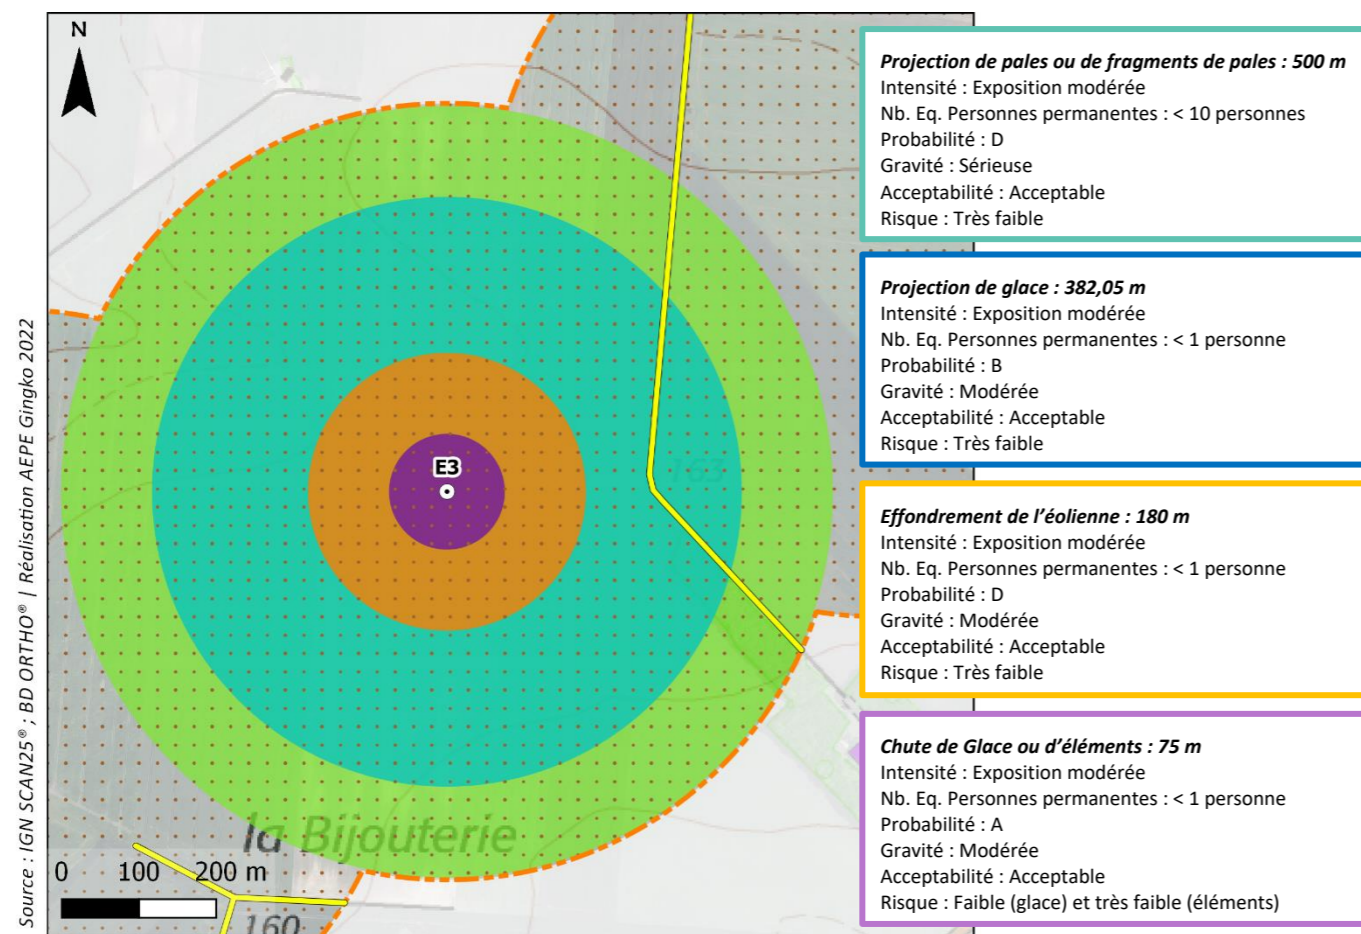 N
E3
163
la Bijouterie
0 100 200 m
160
Source : IGN SCAN25® ; BD ORTHO® | Réalisation AEPE Gingko 2022
Projection de pales ou de fragments de pales : 500 m
Intensité : Exposition modérée
Nb. Eq. Personnes permanentes : < 10 personnes
Probabilité : D
Gravité : Sérieuse
Acceptabilité : Acceptable
Risque : Très faible
Projection de glace : 382,05 m
Intensité : Exposition modérée
Nb. Eq. Personnes permanentes : < 1 personne
Probabilité : B
Gravité : Modérée
Acceptabilité : Acceptable
Risque : Très faible
Effondrement de l’éolienne : 180 m
Intensité : Exposition modérée
Nb. Eq. Personnes permanentes : < 1 personne
Probabilité : D
Gravité : Modérée
Acceptabilité : Acceptable
Risque : Très faible
Chute de Glace ou d’éléments : 75 m
Intensité : Exposition modérée
Nb. Eq. Personnes permanentes : < 1 personne
Probabilité : A
Gravité : Modérée
Acceptabilité : Acceptable
Risque : Faible (glace) et très faible (éléments)